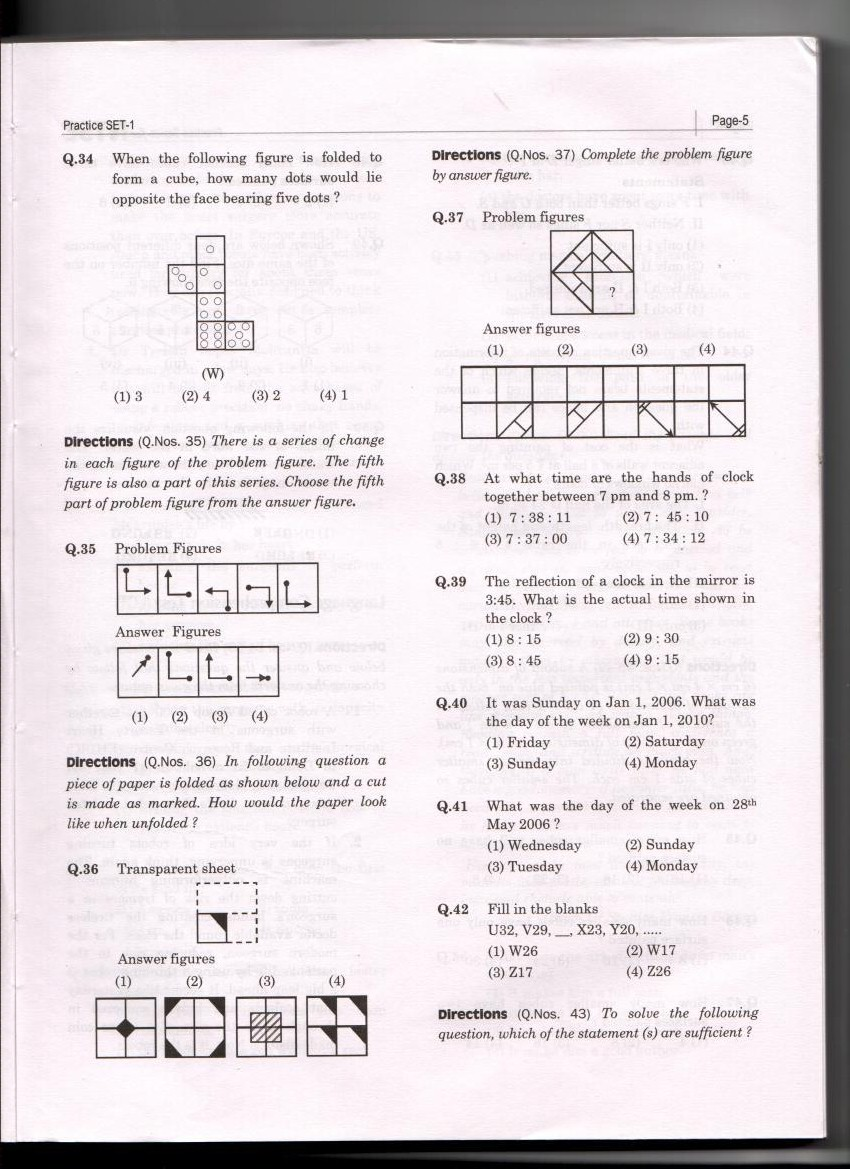 Practice SET-1
Page-5
Q.34 When the following figure is folded to
form a cube, how many dots would lie
opposite the face bearing five dots ?
(W)
(1) 3 (2) 4 (3) 2 (4) 1
Directions (Q.Nos. 35) There is a series of change
in each figure of the problem figure. The fifth
figure is also a part of this series. Choose the fifth
part of problem figure from the answer figure.
Q.35 Problem Figures
Answer Figures
(1) (2) (3) (4)
Directions (Q.Nos. 36) In following question a
piece of paper is folded as shown below and a cut
is made as marked. How would the paper look
like when unfolded ?
Q.36 Transparent sheet
Answer figures
(1) (2) (3) (4)
Directions (Q.Nos. 37) Complete the problem figure
by answer figure.
Q.37 Problem figures
?
Answer figures
(1) (2) (3) (4)
Q.38 At what time are the hands of clock
together between 7 pm and 8 pm. ?
(1) 7 : 38 : 11 (2) 7 : 45 : 10
(3) 7 : 37 : 00 (4) 7 : 34 : 12
Q.39 The reflection of a clock in the mirror is
3:45. What is the actual time shown in
the clock ?
(1) 8 : 15 (2) 9 : 30
(3) 8 : 45 (4) 9 : 15
Q.40 It was Sunday on Jan 1, 2006. What was
the day of the week on Jan 1, 2010?
(1) Friday (2) Saturday
(3) Sunday (4) Monday
Q.41 What was the day of the week on 28th
May 2006 ?
(1) Wednesday (2) Sunday
(3) Tuesday (4) Monday
Q.42 Fill in the blanks
U32, V29, __, X23, Y20, .....
(1) W26 (2) W17
(3) Z17 (4) Z26
Directions (Q.Nos. 43) To solve the following
question, which of the statement (s) are sufficient ?